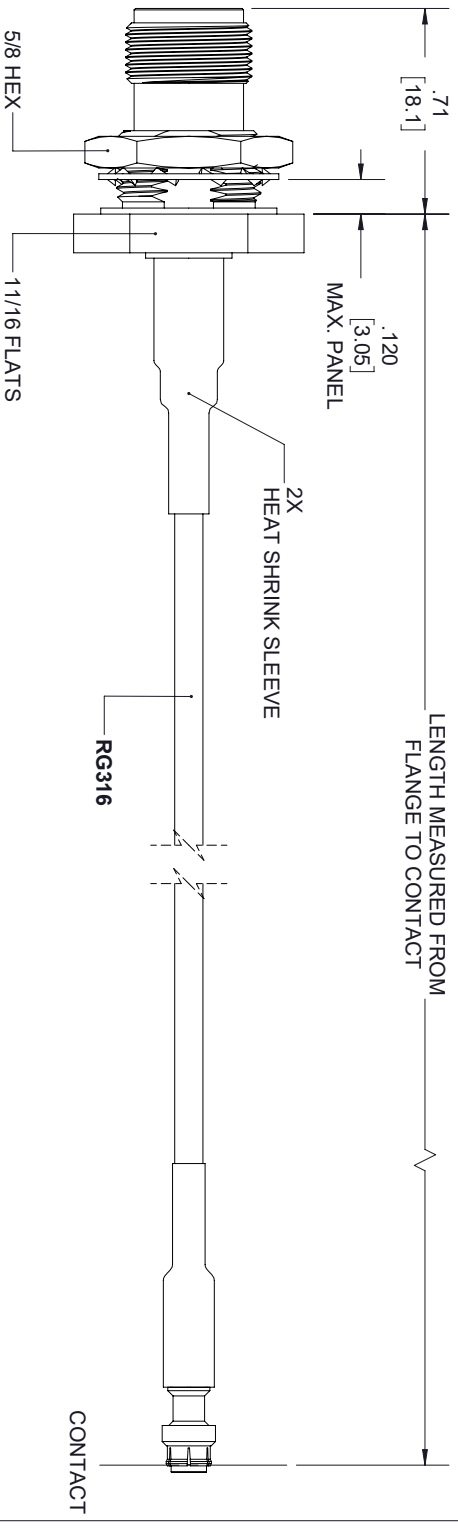 .71
[18.1]
.120
[3.05]
MAX. PANEL
LENGTH MEASURED FROM
FLANGE TO CONTACT
2X
HEAT SHRINK SLEEVE
RG316
5/8 HEX
11/16 FLATS
CONTACT